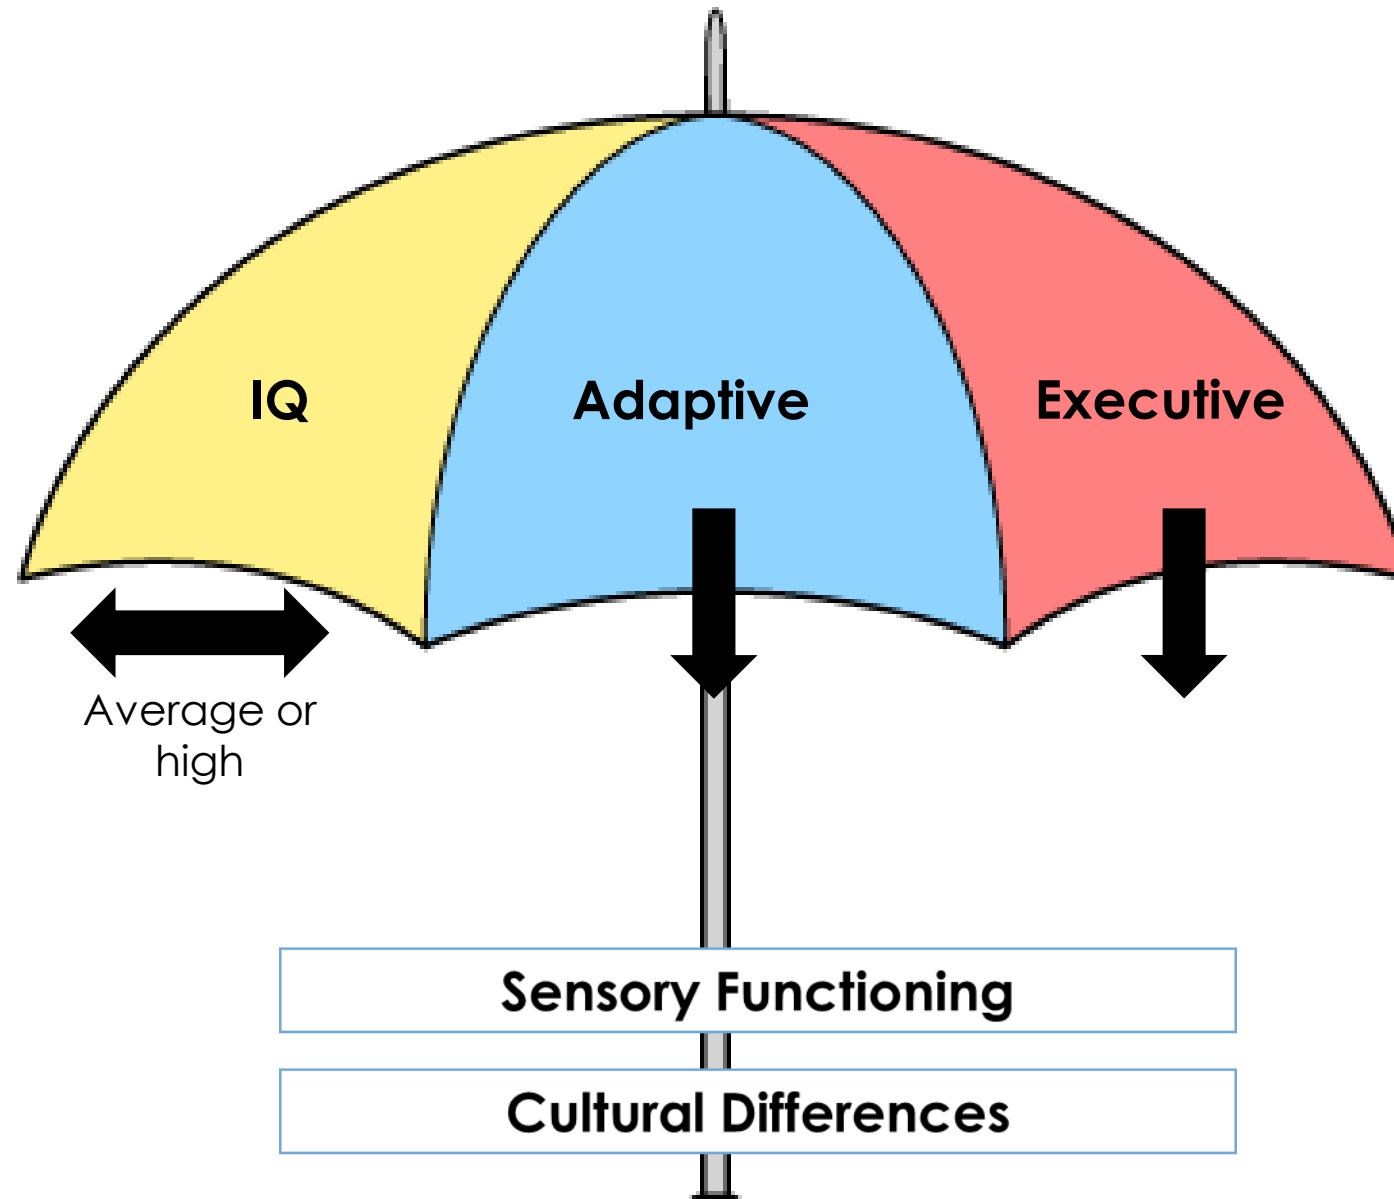 IQ
Adaptive
Executive
Average or
high
Sensory Functioning
Cultural Differences